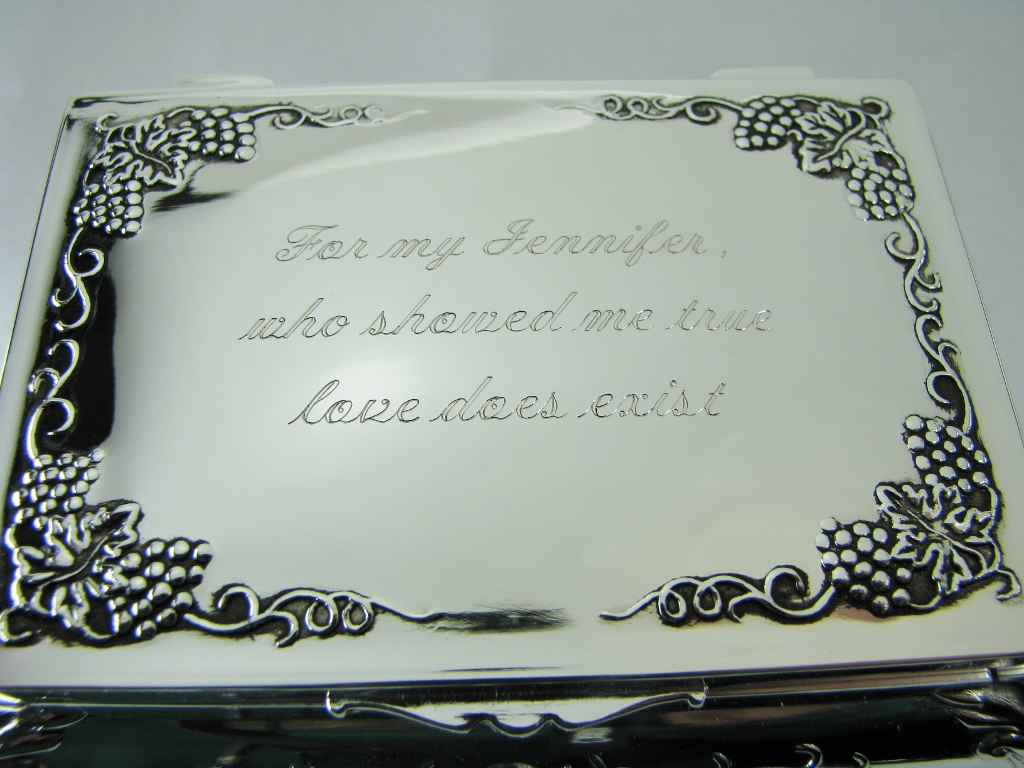 For my Jennifer,
who showed me true
love does exist